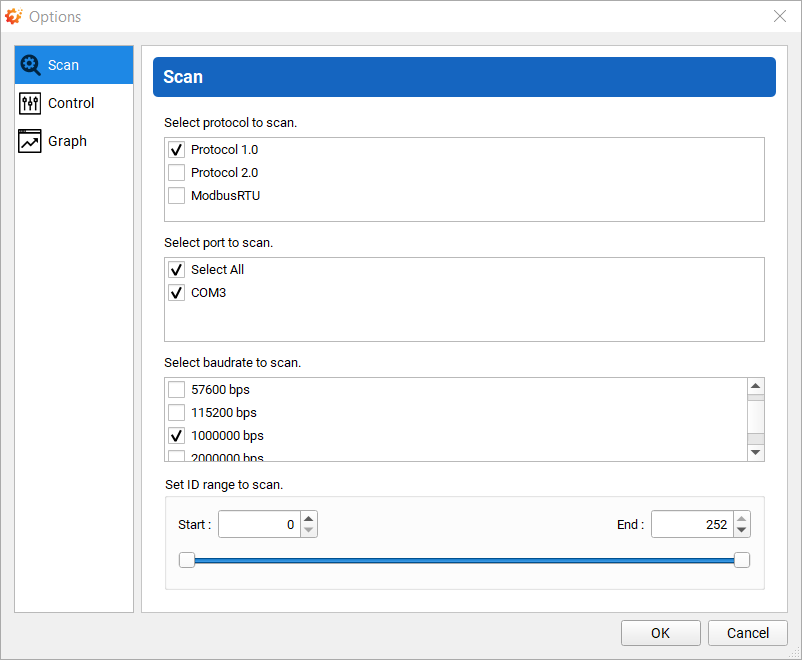 Options
Scan
Control
Graph
Scan
Select protocol to scan.
Protocol 1.0
Protocol 2.0
ModbusRTU
Select port to scan.
Select All
COM3
Select baudrate to scan.
57600 bps
115200 bps
1000000 bps
2000000 bps
Set ID range to scan.
Start : 0 End : 252
OK Cancel